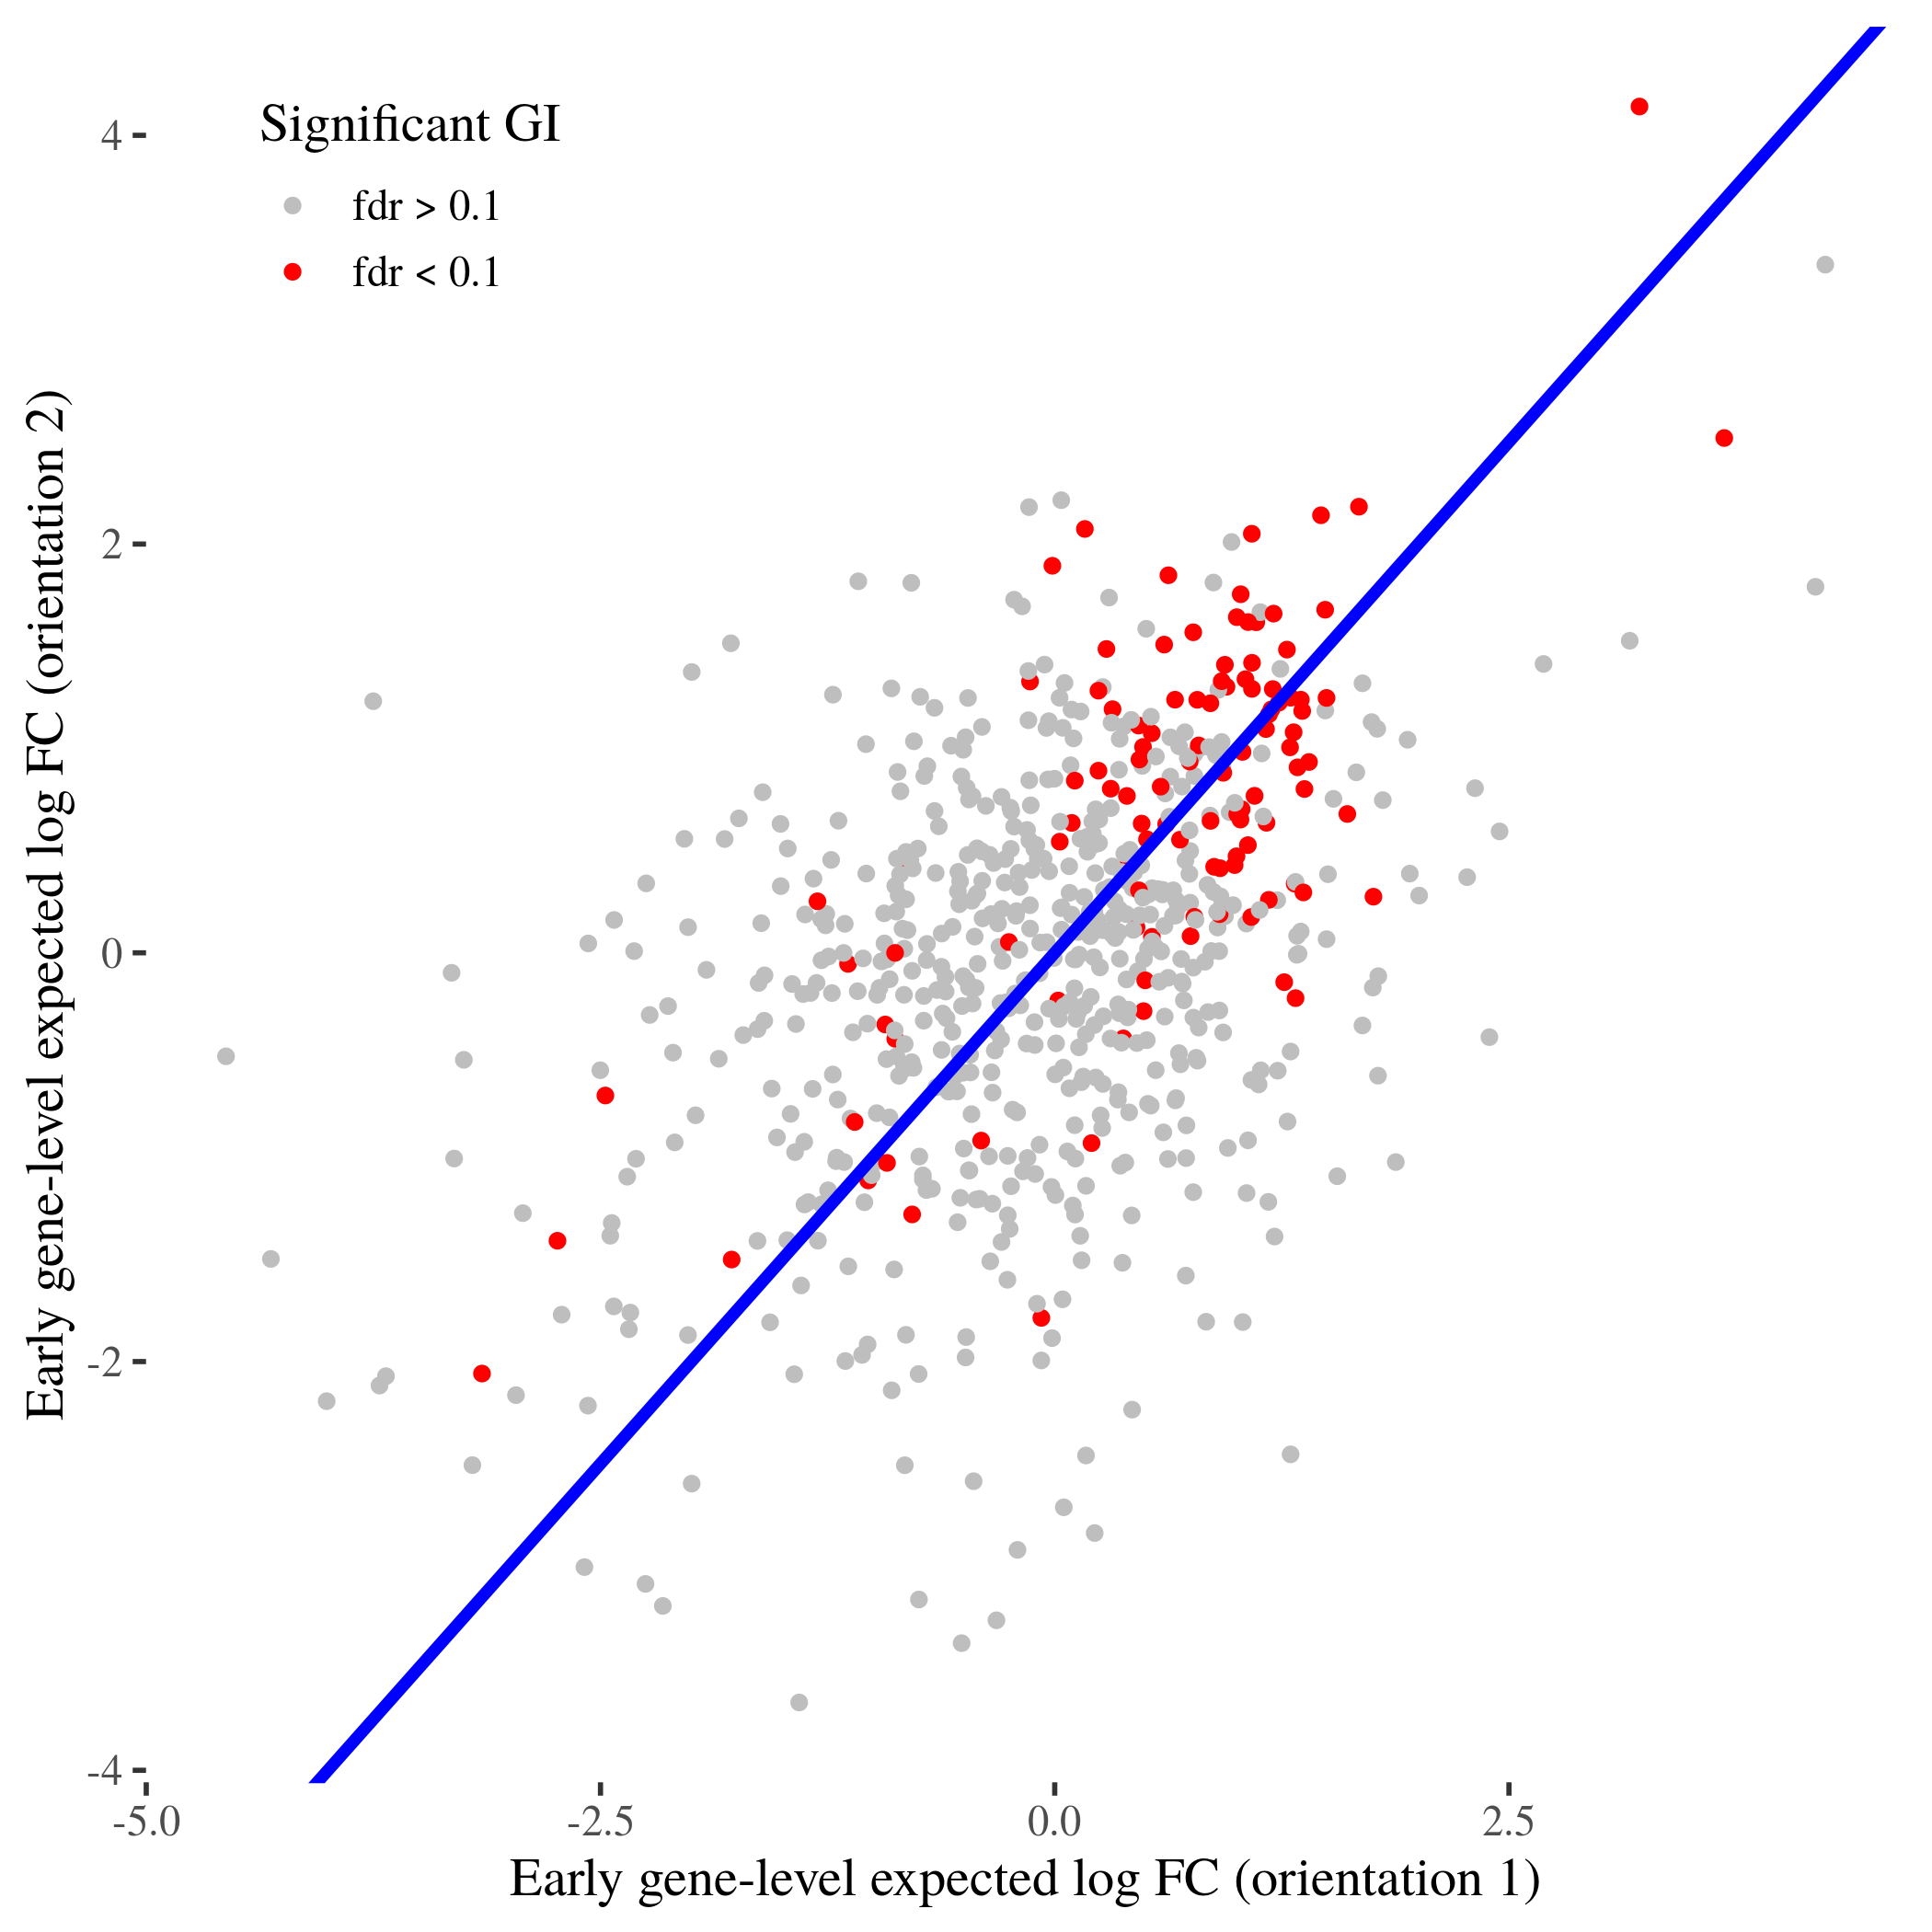 Significant GI
fdr > 0.1
fdr < 0.1
Early gene-level expected log FC (orientation 2)
4
2
0
-2
-4
-5.0
-2.5
0.0
2.5
Early gene-level expected log FC (orientation 1)